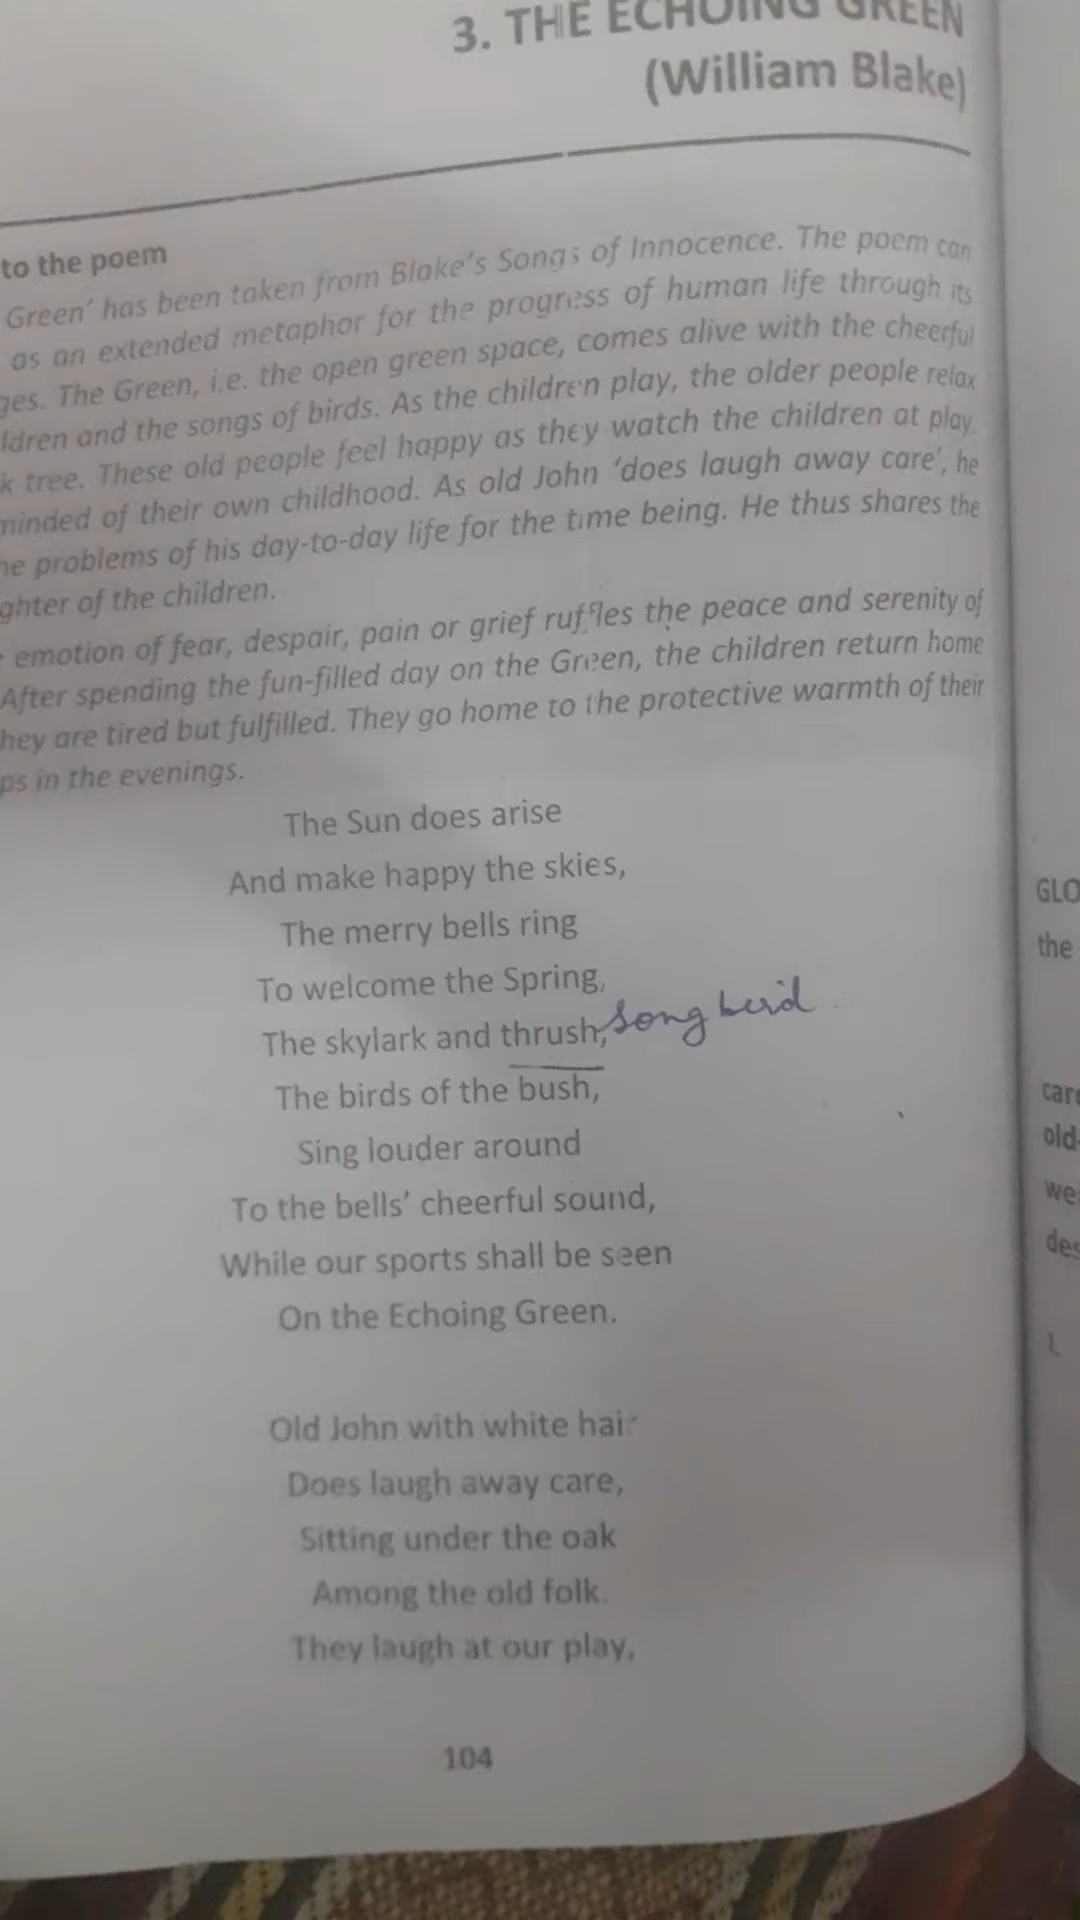 3. THE ECHOING GREEN
(William Blake)
to the poem
Green' has been taken from Blake's Songs of Innocence. The poem can
as an extended metaphor for the progress of human life through its
ges. The Green, i.e. the open green space, comes alive with the cheerful
ldren and the songs of birds. As the children play, the older people relax
k tree. These old people feel happy as they watch the children at play.
minded of their own childhood. As old John 'does laugh away care', he
he problems of his day-to-day life for the time being. He thus shares the
ghter of the children.
emotion of fear, despair, pain or grief ruffles the peace and serenity of
After spending the fun-filled day on the Green, the children return home
hey are tired but fulfilled. They go home to the protective warmth of their
ps in the evenings.
The Sun does arise
And make happy the skies,
The merry bells ring
To welcome the Spring,
The skylark and thrush, song bird
The birds of the bush,
Sing louder around
To the bells' cheerful sound,
While our sports shall be seen
On the Echoing Green.
Old John with white hair
Does laugh away care,
Sitting under the oak
Among the old folk.
They laugh at our play,
104
GLO
the
care
old-
we
des
1.